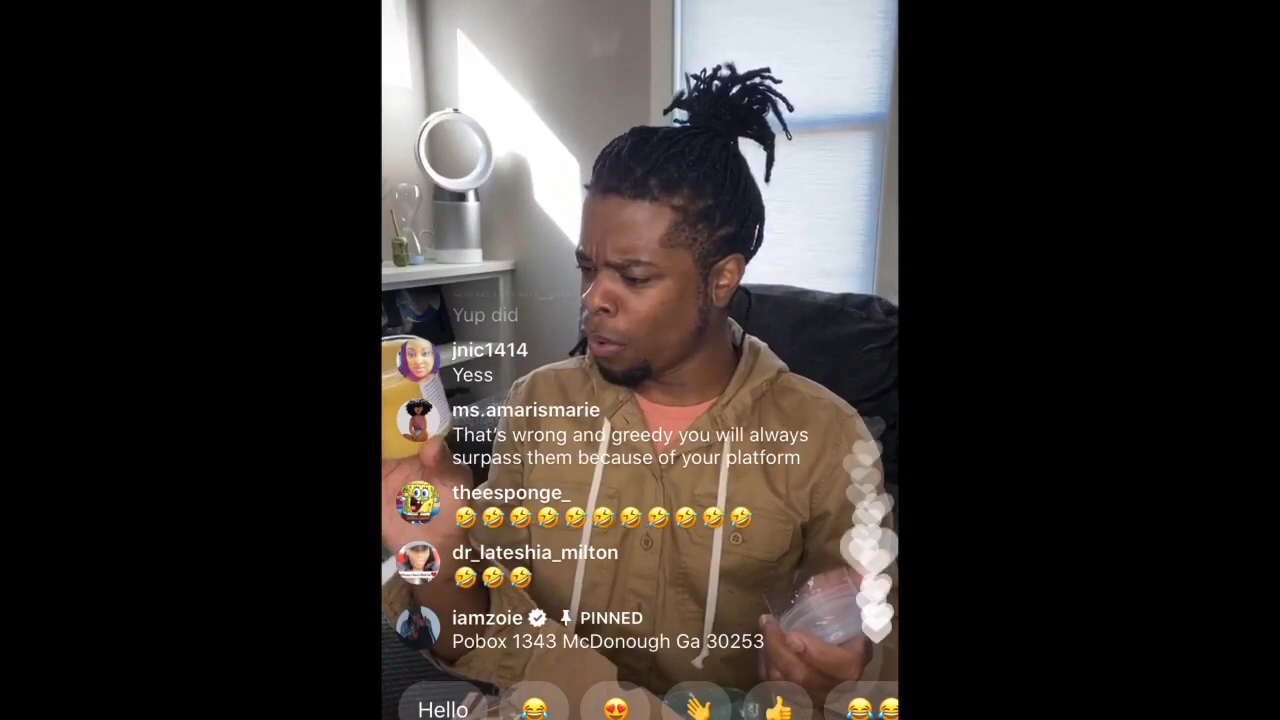 Yup did
jnic1414
Yess
ms.amarismarie
That's wrong and greedy you will always
surpass them because of your platform
theesponge_
🤣🤣🤣🤣🤣🤣🤣🤣🤣🤣🤣
dr_lateshia_milton
🤣🤣🤣
iamzoie PINNED
Pobox 1343 McDonough Ga 30253
Hello 😂 😍 👋 👍 😂😂